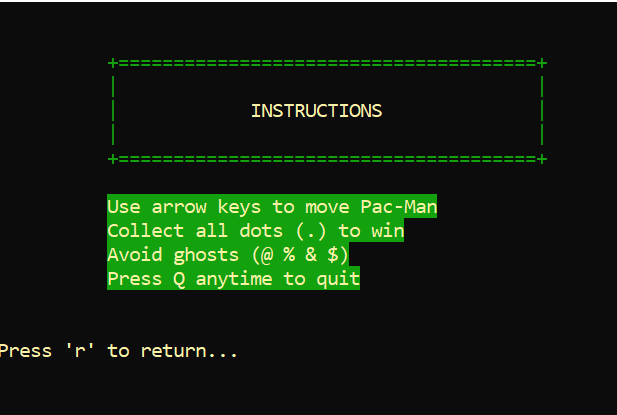 INSTRUCTIONS
Use arrow keys to move Pac-Man
Collect all dots (.) to win
Avoid ghosts (@ % & $)
Press Q anytime to quit
Press 'r' to return...